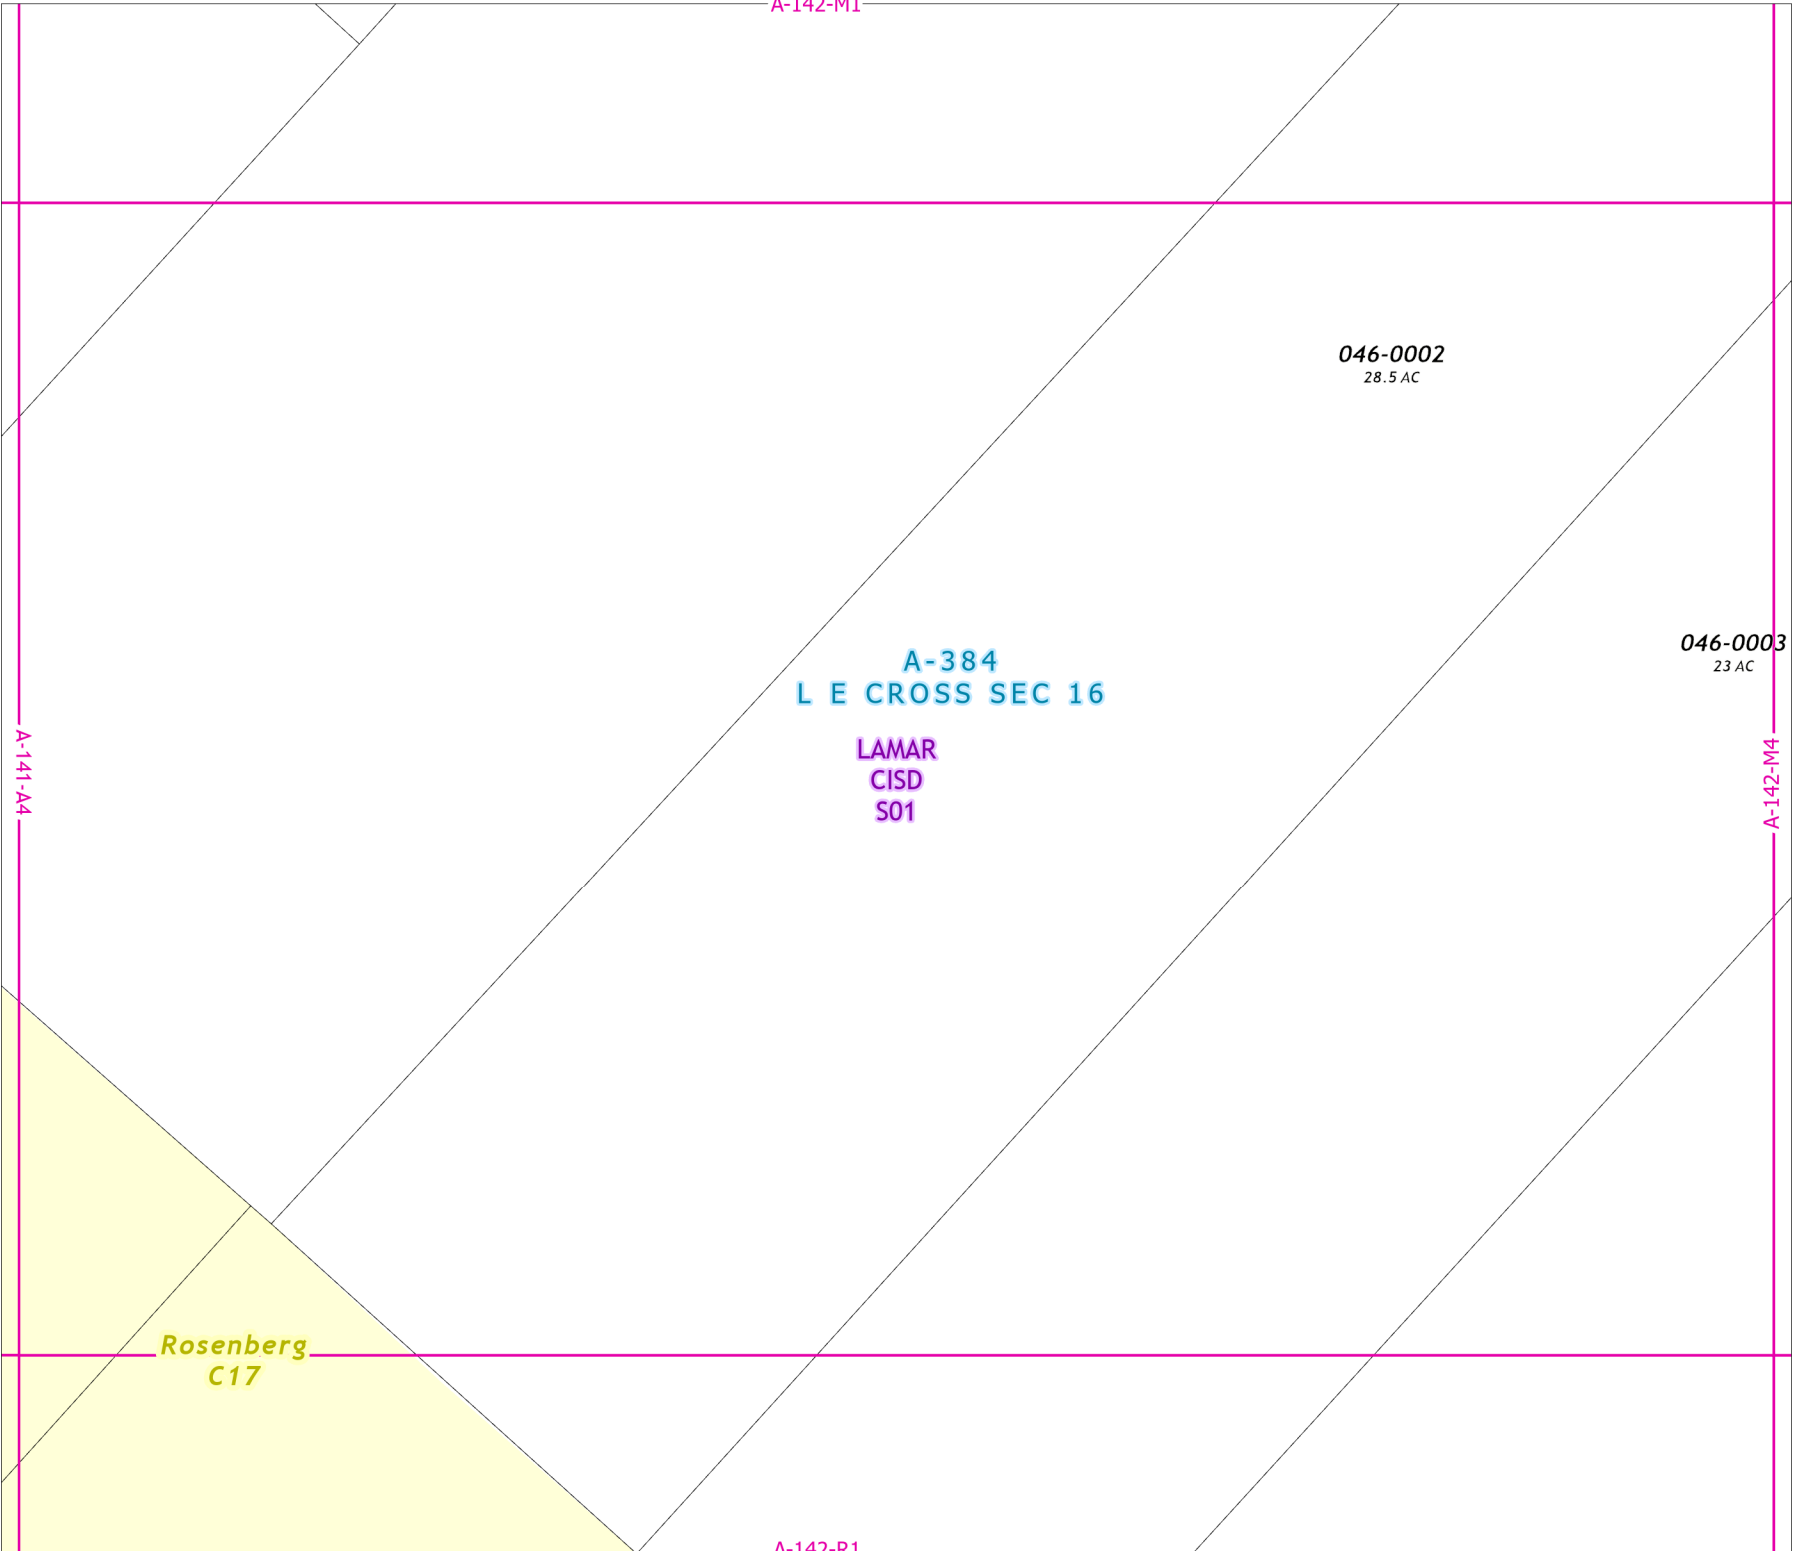 A-142-M1
046-0002
28.5 AC
046-0003
23 AC
A-384
L E CROSS SEC 16
LAMAR
CISD
S01
A-141-A4
A-142-M4
Rosenberg
C17
A-142-R1